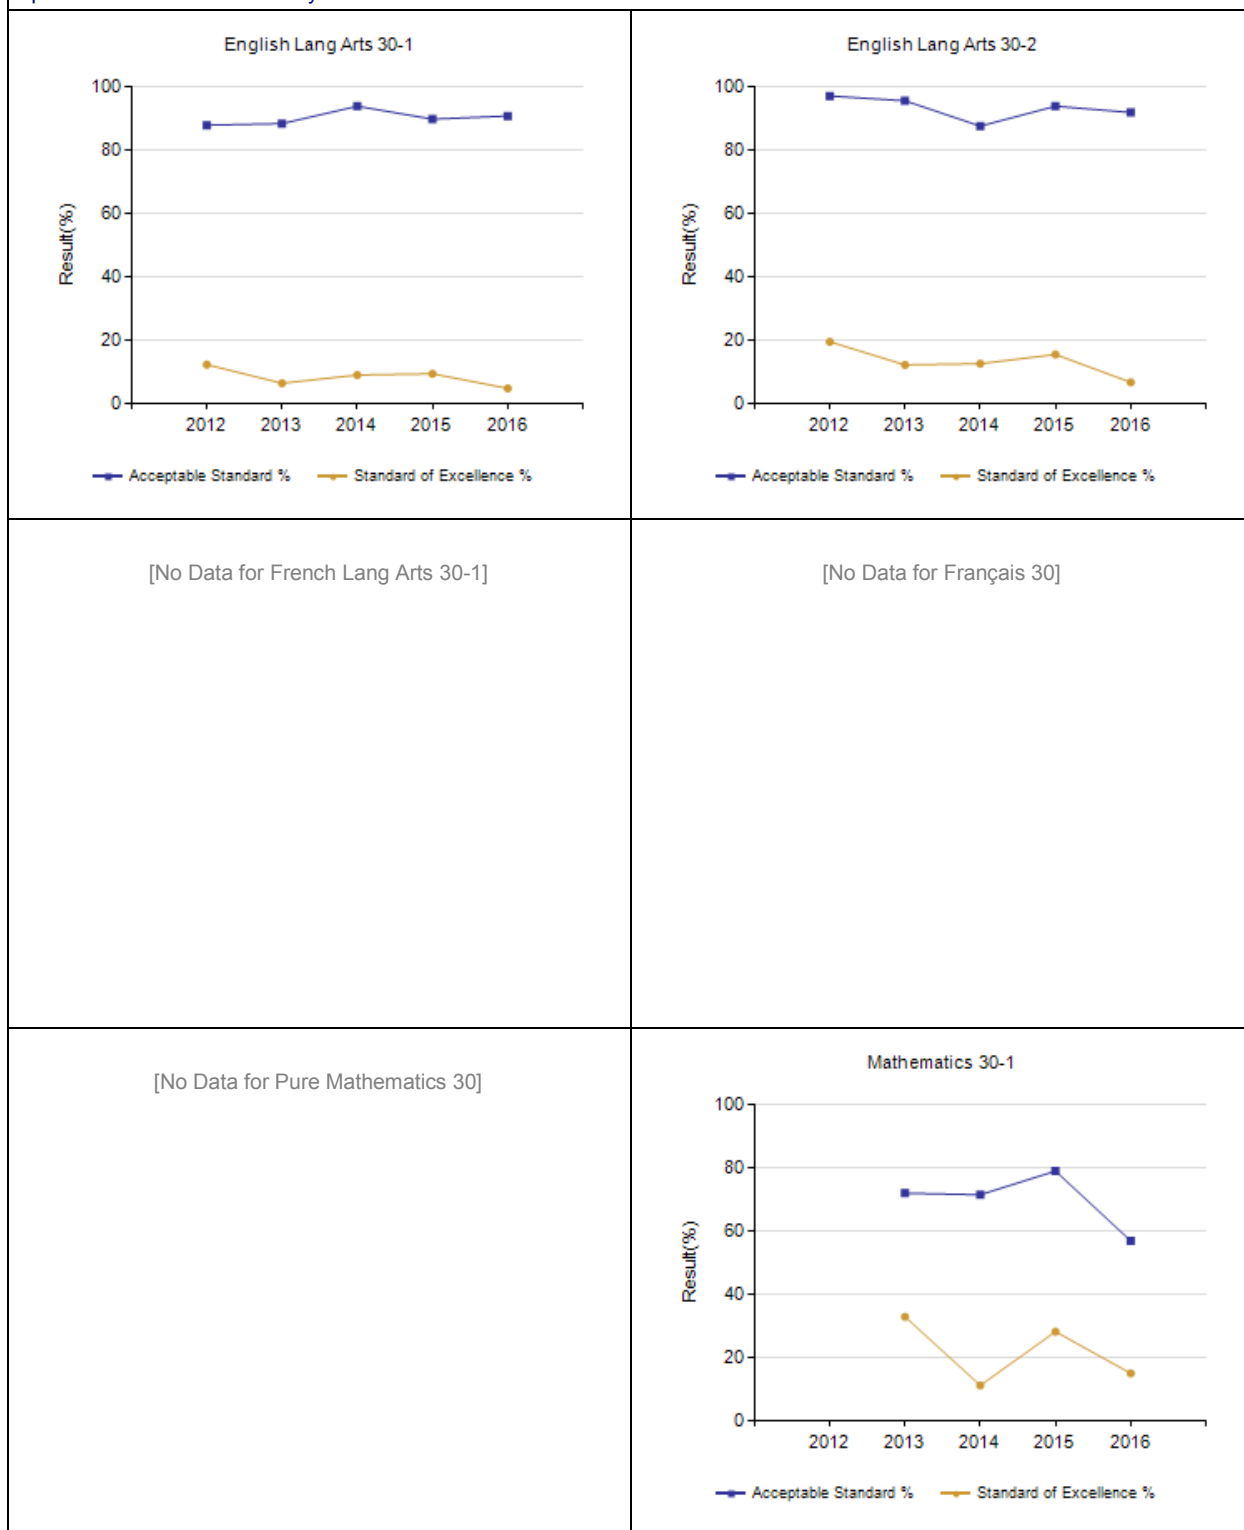 English Lang Arts 30-1
100
80
60
40
20
0
Result(%)
2012 2013 2014 2015 2016
Acceptable Standard % Standard of Excellence %
English Lang Arts 30-2
100
80
60
40
20
0
Result(%)
2012 2013 2014 2015 2016
Acceptable Standard % Standard of Excellence %
[No Data for French Lang Arts 30-1]
[No Data for Français 30]
[No Data for Pure Mathematics 30]
Mathematics 30-1
100
80
60
40
20
0
Result(%)
2012 2013 2014 2015 2016
Acceptable Standard % Standard of Excellence %